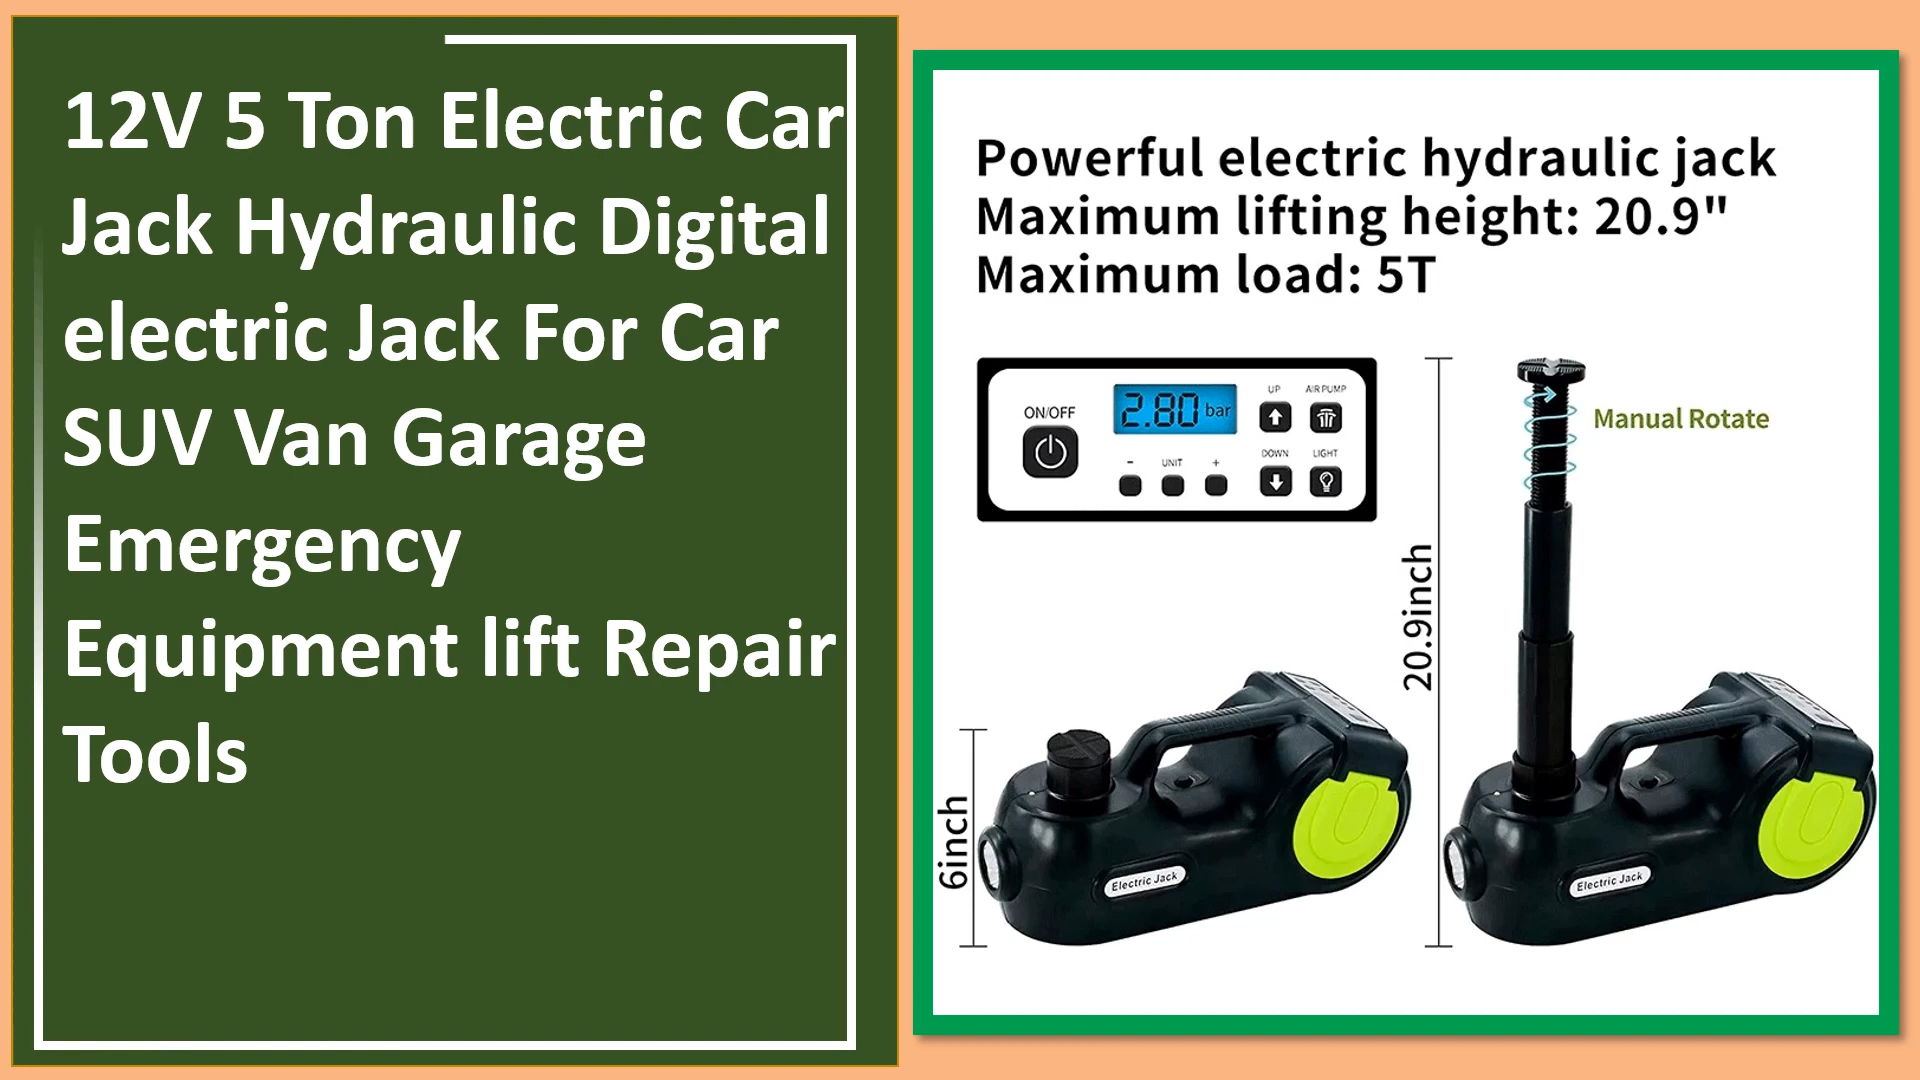 12V 5 Ton Electric Car
Jack Hydraulic Digital
electric Jack For Car
SUV Van Garage
Emergency
Equipment lift Repair
Tools
Powerful electric hydraulic jack
Maximum lifting height: 20.9"
Maximum load: 5T
ON/OFF
2.80 bar
UP
AIR PUMP
- UNIT +
DOWN
LIGHT
Manual Rotate
20.9inch
6inch
Electric Jack
Electric Jack